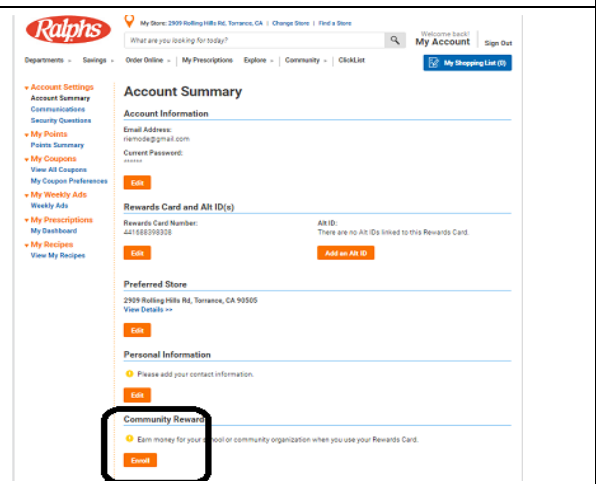 Ralphs
My Store: 2909 Rolling Hills Rd, Torrance, CA | Change Store | Find a Store
What are you looking for today?
Welcome back!
My Account
Sign Out
Departments Savings Order Online | My Prescriptions Explore | Community | ClickList
My Shopping List (0)
Account Settings
Account Summary
Communications
Security Questions
My Points
Points Summary
My Coupons
View All Coupons
My Coupon Preferences
My Weekly Ads
Weekly Ads
My Prescriptions
My Dashboard
My Recipes
View My Recipes
Account Summary
Account Information
Email Address:
riemode@gmail.com
Current Password:
******
Edit
Rewards Card and Alt ID(s)
Rewards Card Number:
441688398308
Alt ID:
There are no Alt IDs linked to this Rewards Card.
Edit
Add an Alt ID
Preferred Store
2909 Rolling Hills Rd, Torrance, CA 90505
View Details >>
Edit
Personal Information
Please add your contact information.
Edit
Community Reward
Earn money for your school or community organization when you use your Rewards Card.
Enroll